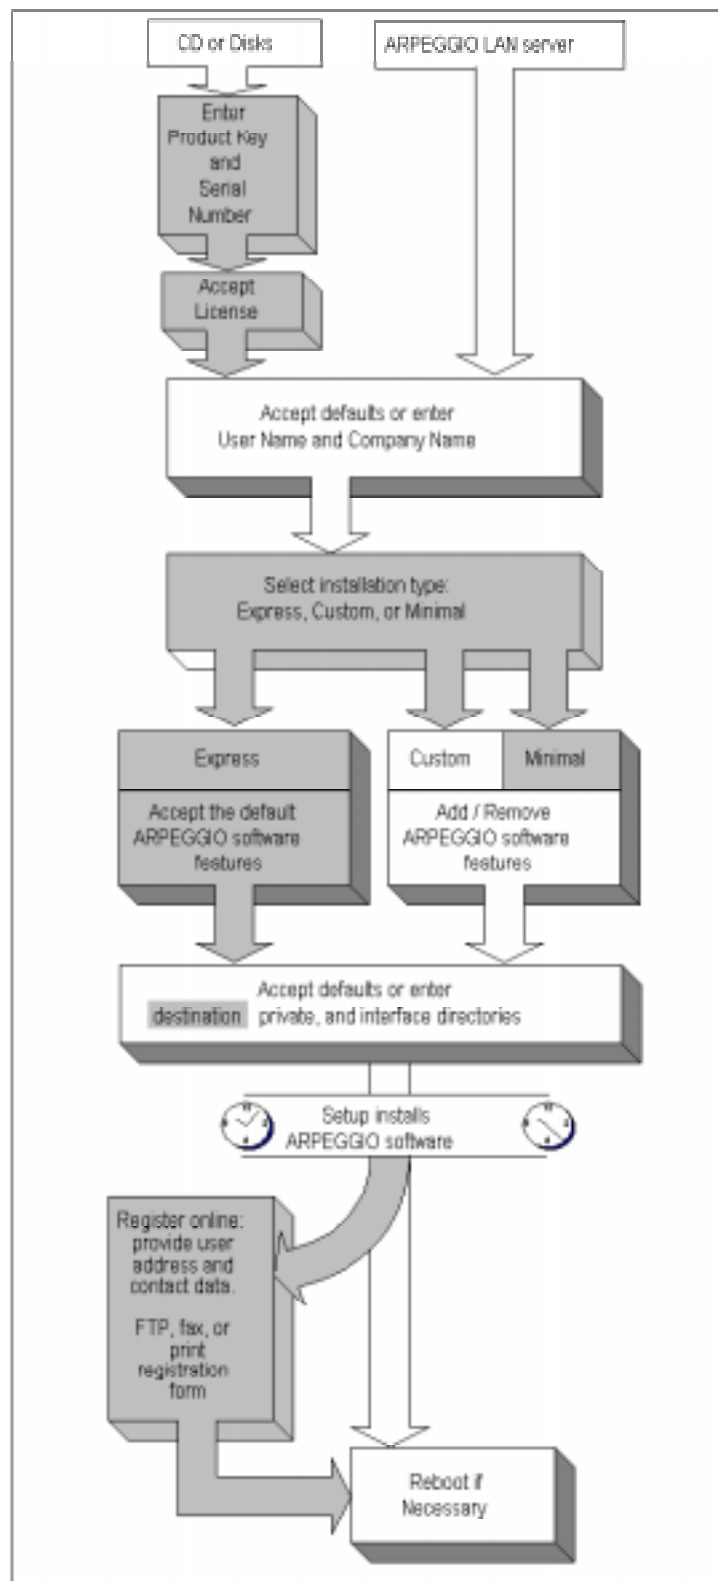 CD or Disks
ARPEGGIO LAN server
Enter
Product Key
and
Serial
Number
Accept
License
Accept defaults or enter
User Name and Company Name
Select installation type:
Express, Custom, or Minimal
Express
Custom
Minimal
Accept the default
ARPEGGIO software
features
Add / Remove
ARPEGGIO software
features
Accept defaults or enter
destination private, and interface directories
Setup installs
ARPEGGIO software
Register online:
provide user
address and
contact data.
FTP, fax, or
print
registration
form
Reboot if
Necessary